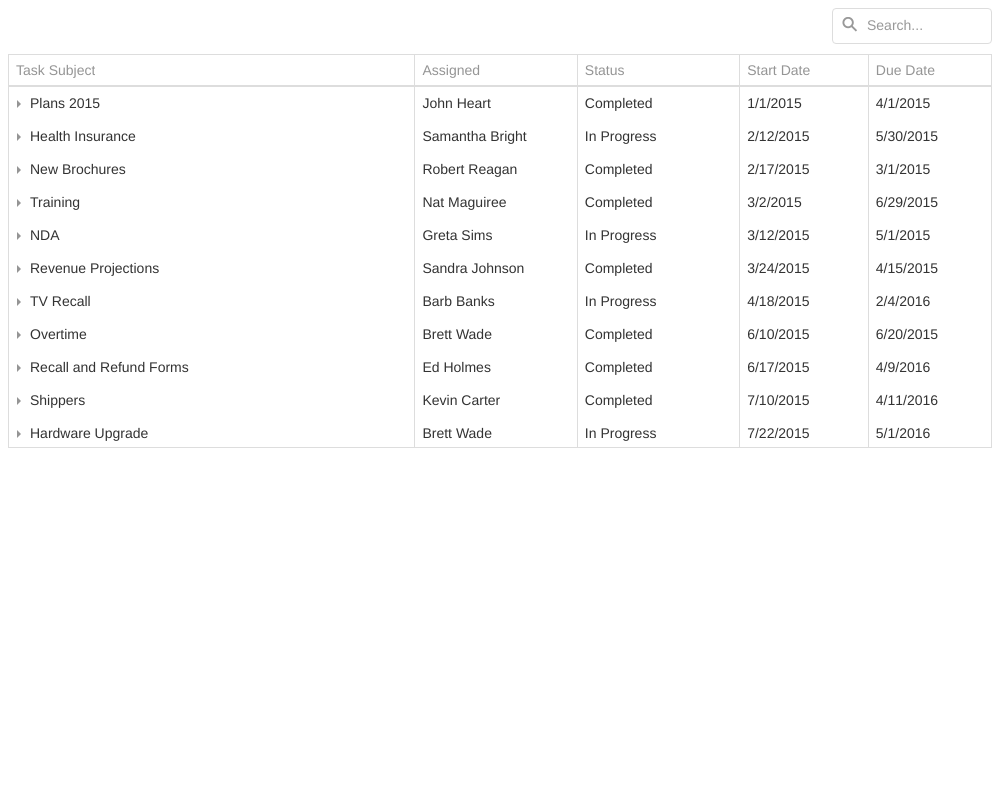 Search...
Task Subject Assigned Status Start Date Due Date
Plans 2015 John Heart Completed 1/1/2015 4/1/2015
Health Insurance Samantha Bright In Progress 2/12/2015 5/30/2015
New Brochures Robert Reagan Completed 2/17/2015 3/1/2015
Training Nat Maguiree Completed 3/2/2015 6/29/2015
NDA Greta Sims In Progress 3/12/2015 5/1/2015
Revenue Projections Sandra Johnson Completed 3/24/2015 4/15/2015
TV Recall Barb Banks In Progress 4/18/2015 2/4/2016
Overtime Brett Wade Completed 6/10/2015 6/20/2015
Recall and Refund Forms Ed Holmes Completed 6/17/2015 4/9/2016
Shippers Kevin Carter Completed 7/10/2015 4/11/2016
Hardware Upgrade Brett Wade In Progress 7/22/2015 5/1/2016